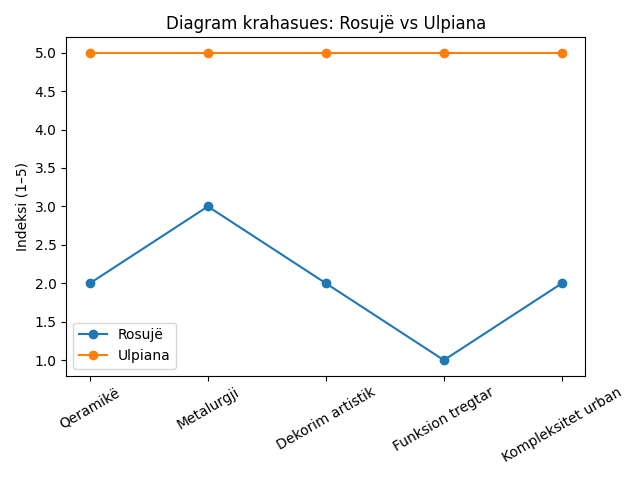 Diagram krahasues: Rosujë vs Ulpiana
Indeksi (1–5)
5.0
4.5
4.0
3.5
3.0
2.5
2.0
1.5
1.0
Rosujë
Ulpiana
Qeramikë
Metalurgji
Dekorim artistik
Funksion tregtar
Kompleksitet urban